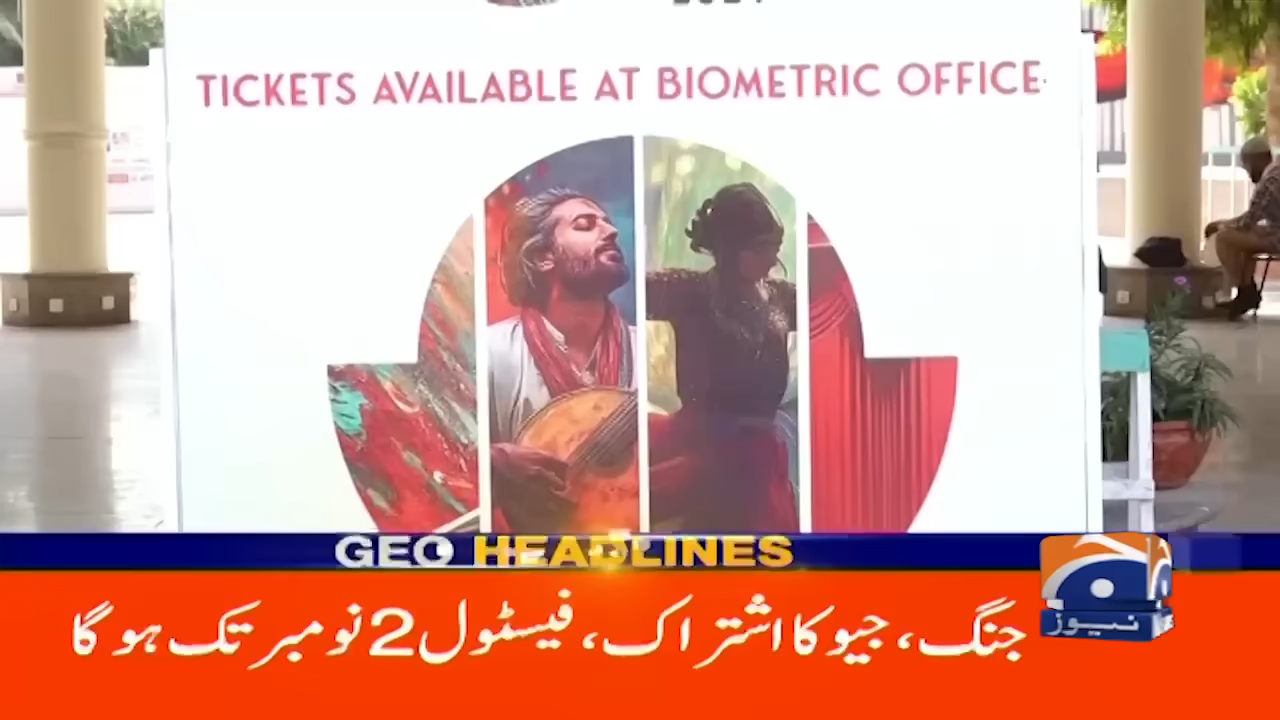 TICKETS AVAILABLE AT BIOMETRIC OFFICE
GEO HEADLINES
نیوز
جنگ، جیو کا اشتراک، فیسٹول 2 نومبر تک ہو گا